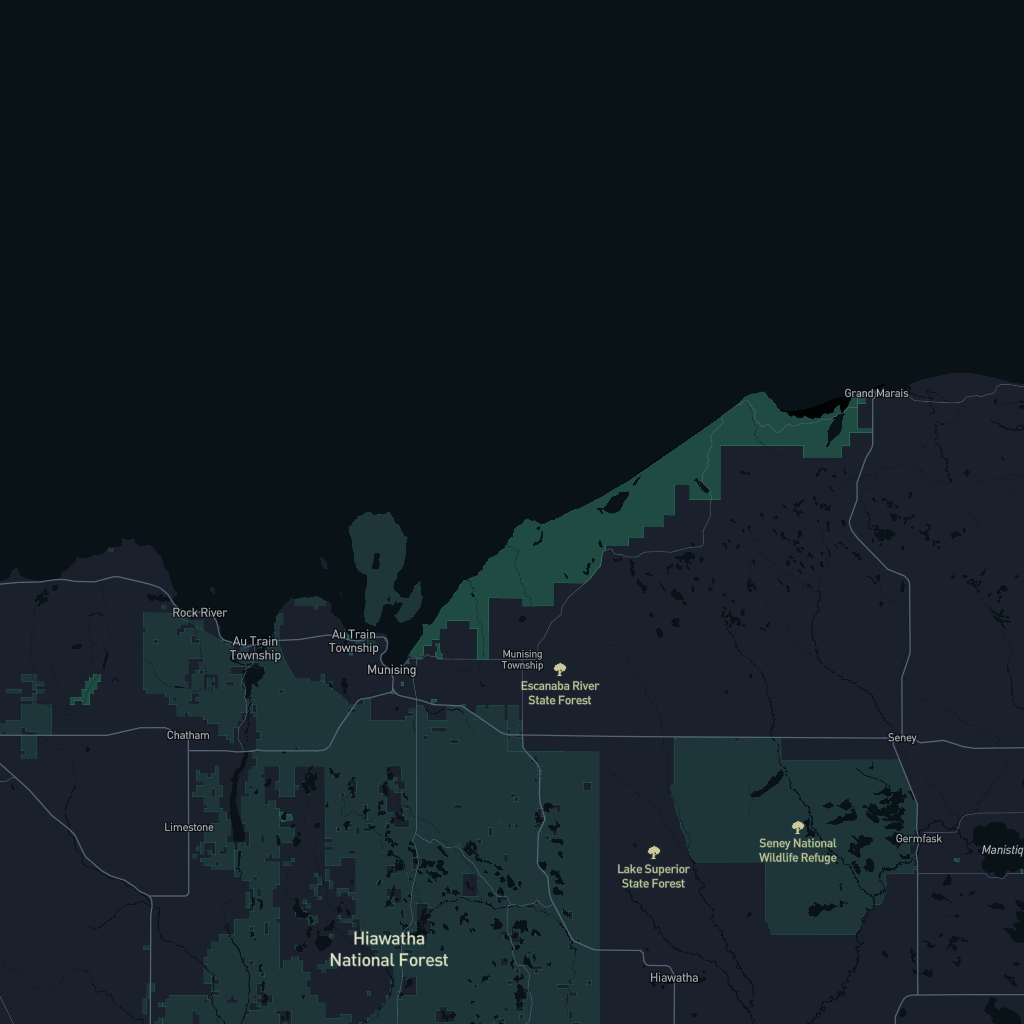 Grand Marais
Rock River
Au Train
Township
Au Train
Township
Munising
Munising
Township
Escanaba River
State Forest
Chatham
Seney
Limestone
Seney National
Wildlife Refuge
Germfask
Manistiq
Lake Superior
State Forest
Hiawatha
National Forest
Hiawatha